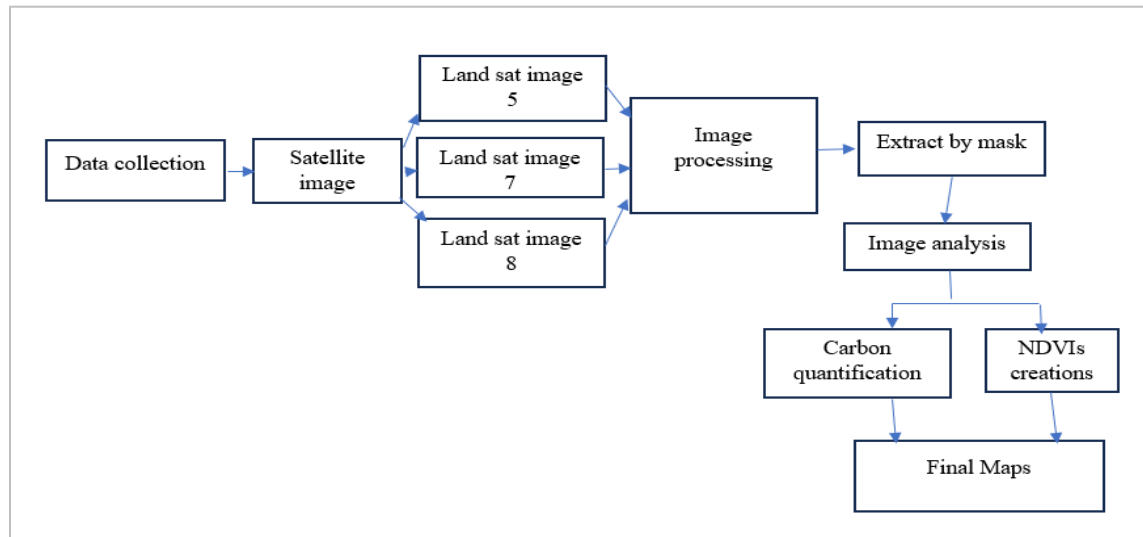 Data collection
Satellite
image
Land sat image
5
Land sat image
7
Land sat image
8
Image
processing
Extract by mask
Image analysis
Carbon
quantification
NDVIs
creations
Final Maps